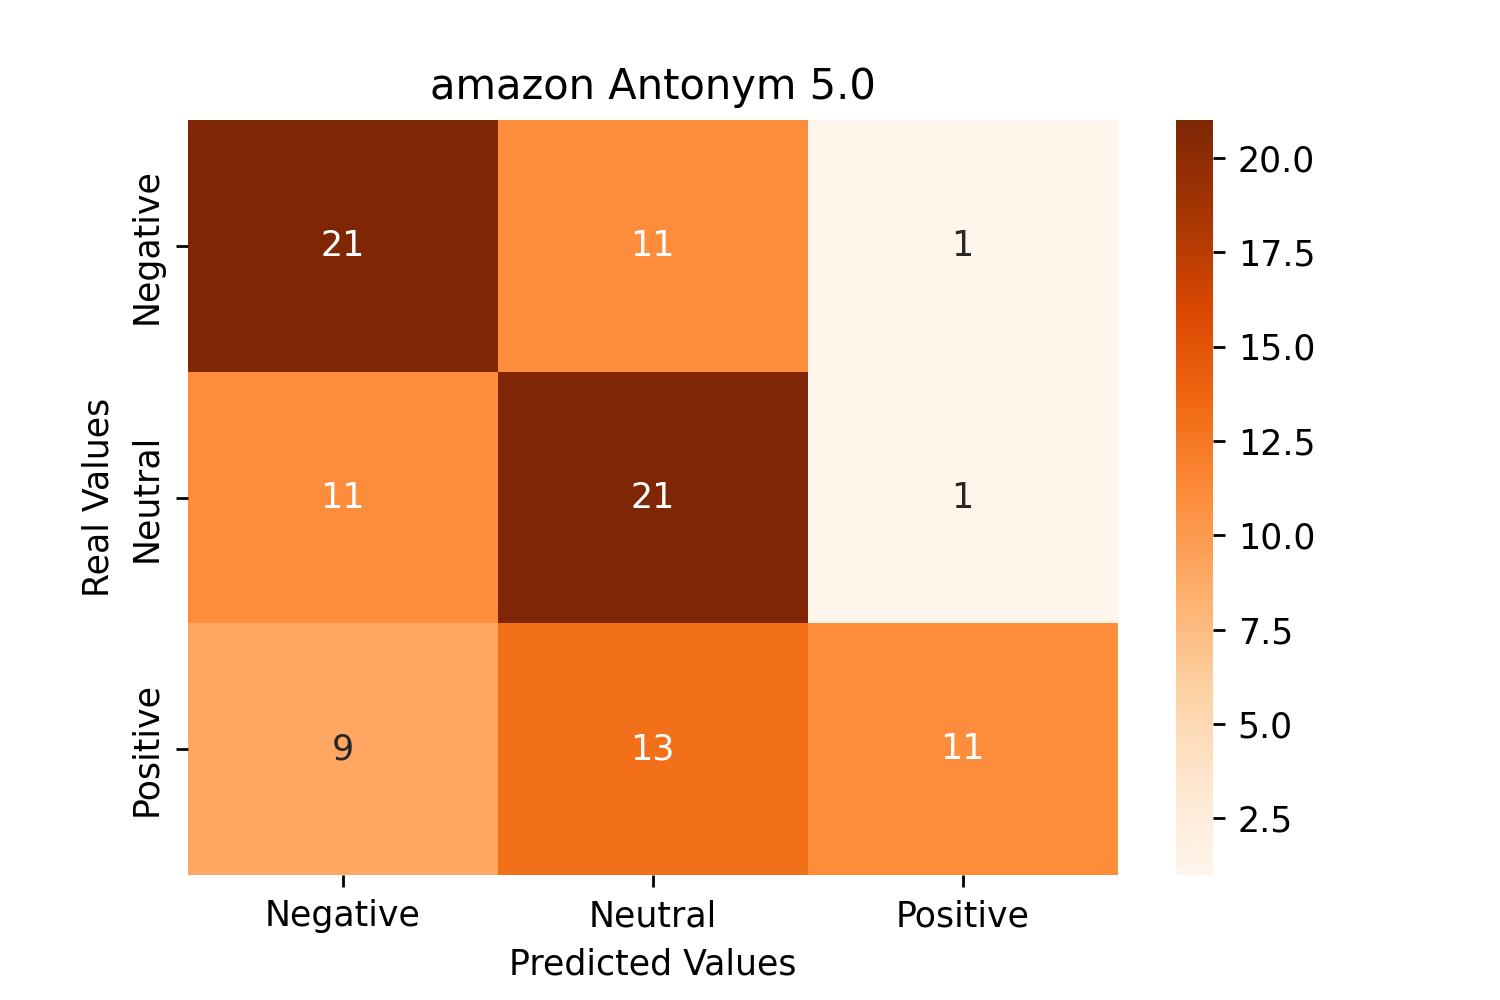 amazon Antonym 5.0
Real Values
Negative
21 11 1
Neutral
11 21 1
Positive
9 13 11
Negative Neutral Positive
Predicted Values
20.0
17.5
15.0
12.5
10.0
7.5
5.0
2.5